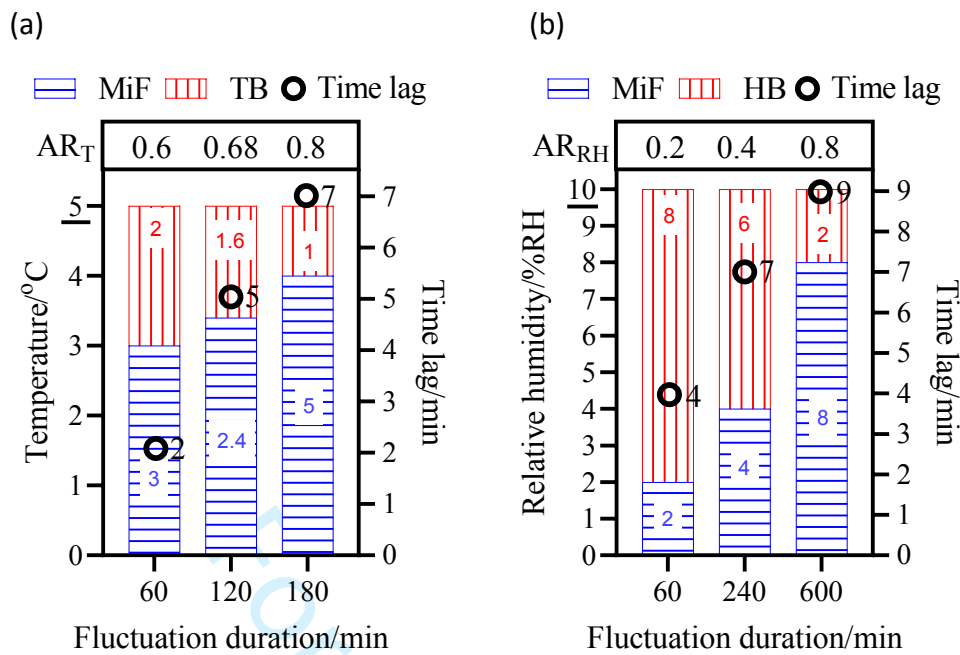 (a)
MiF TB Time lag
AR_T 0.6 0.68 0.8
Temperature/°C
5
4
3
2
1
0
2 1.6 1
3 2.4 5
2 5 7
7
6
5
4
3
2
1
0
Time lag/min
60 120 180
Fluctuation duration/min
(b)
MiF HB Time lag
AR_RH 0.2 0.4 0.8
Relative humidity/%RH
10
9
8
7
6
5
4
3
2
1
0
8 6 2
2 4 8
4 7 9
9
8
7
6
5
4
3
2
1
0
Time lag/min
60 240 600
Fluctuation duration/min
For